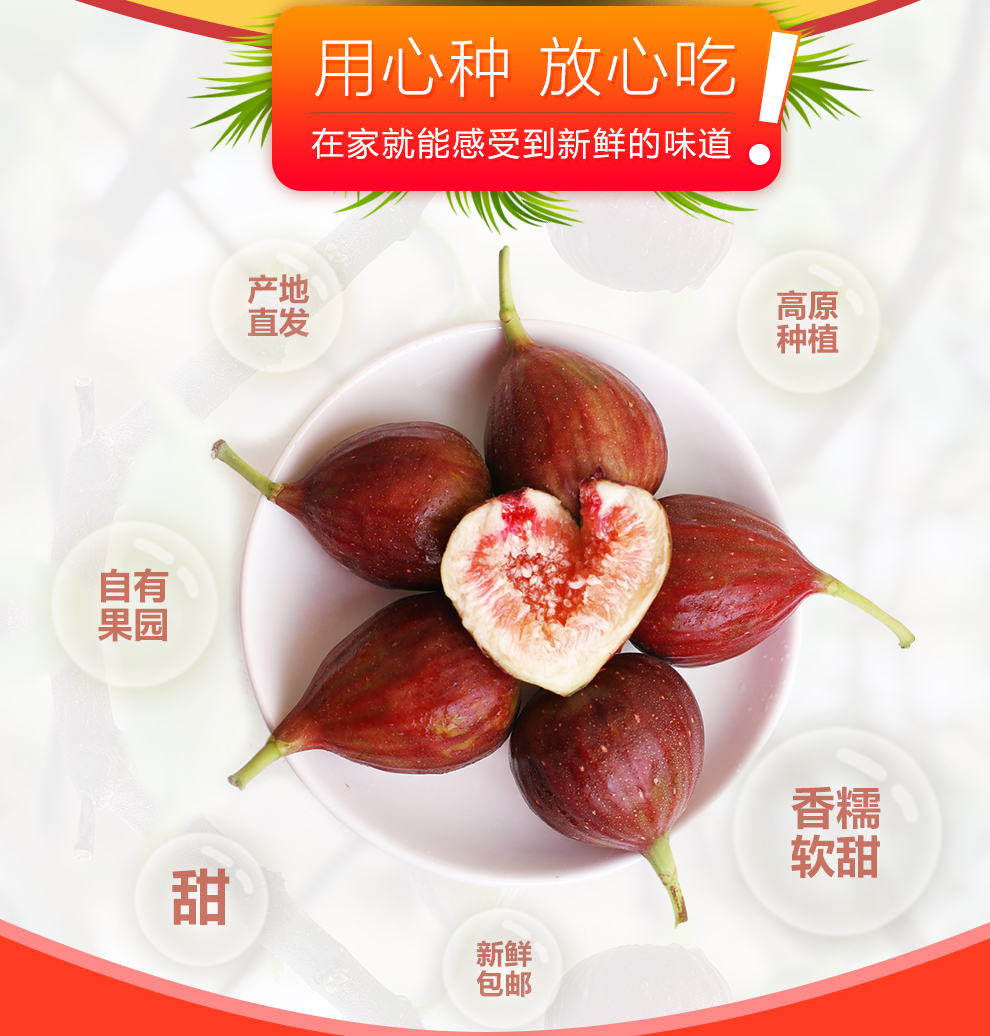 用心种 放心吃!
在家就能感受到新鲜的味道
产地
直发
高原
种植
自有
果园
香糯
软甜
甜
新鲜
包邮